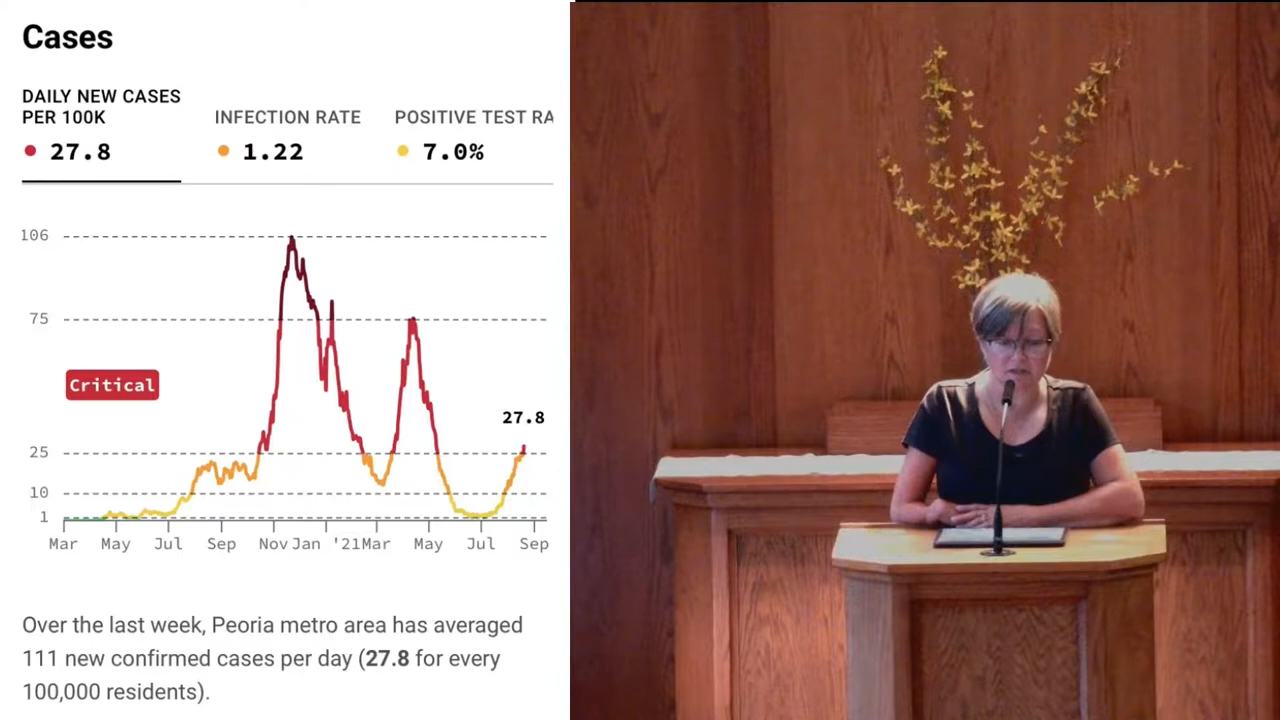 Cases
DAILY NEW CASES
PER 100K
27.8
INFECTION RATE
1.22
POSITIVE TEST RA
7.0%
106
75
Critical
27.8
25
10
1
Mar May Jul Sep Nov Jan '21 Mar May Jul Sep
Over the last week, Peoria metro area has averaged
111 new confirmed cases per day (27.8 for every
100,000 residents).